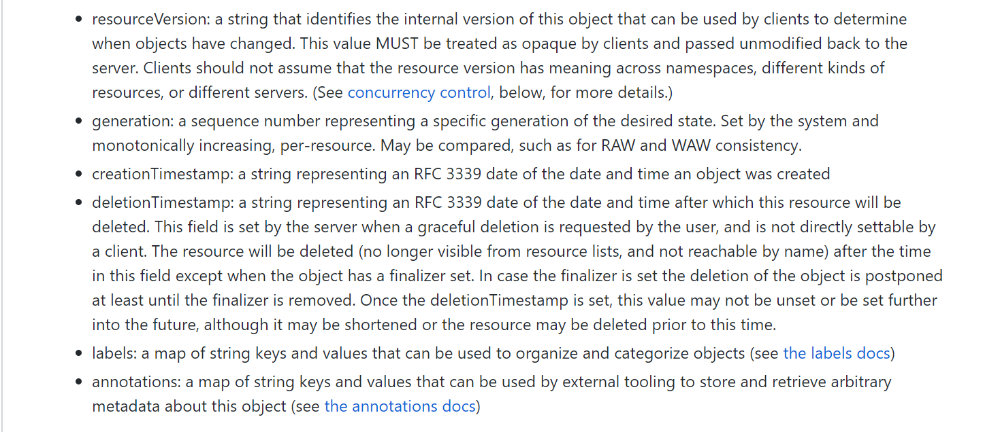 • resourceVersion: a string that identifies the internal version of this object that can be used by clients to determine
when objects have changed. This value MUST be treated as opaque by clients and passed unmodified back to the
server. Clients should not assume that the resource version has meaning across namespaces, different kinds of
resources, or different servers. (See concurrency control, below, for more details.)
• generation: a sequence number representing a specific generation of the desired state. Set by the system and
monotonically increasing, per-resource. May be compared, such as for RAW and WAW consistency.
• creationTimestamp: a string representing an RFC 3339 date of the date and time an object was created
• deletionTimestamp: a string representing an RFC 3339 date of the date and time after which this resource will be
deleted. This field is set by the server when a graceful deletion is requested by the user, and is not directly settable by
a client. The resource will be deleted (no longer visible from resource lists, and not reachable by name) after the time
in this field except when the object has a finalizer set. In case the finalizer is set the deletion of the object is postponed
at least until the finalizer is removed. Once the deletionTimestamp is set, this value may not be unset or be set further
into the future, although it may be shortened or the resource may be deleted prior to this time.
• labels: a map of string keys and values that can be used to organize and categorize objects (see the labels docs)
• annotations: a map of string keys and values that can be used by external tooling to store and retrieve arbitrary
metadata about this object (see the annotations docs)